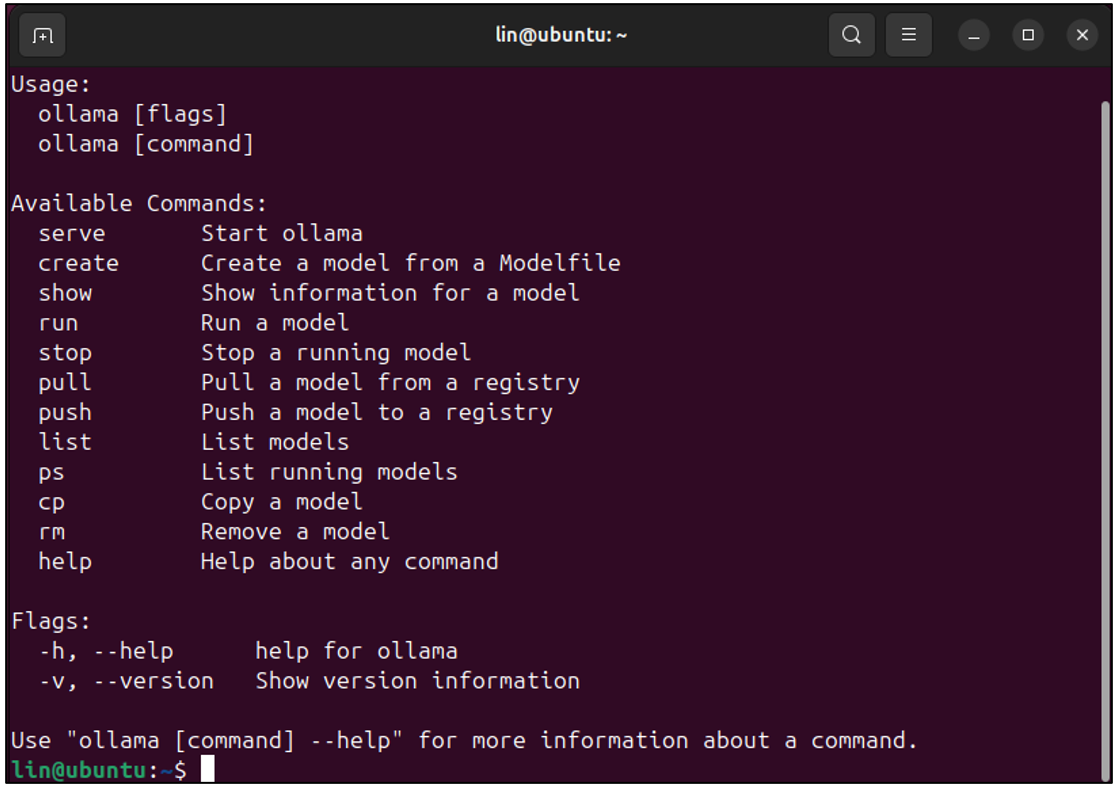 lin@ubuntu: ~
Usage:
  ollama [flags]
  ollama [command]

Available Commands:
  serve       Start ollama
  create      Create a model from a Modelfile
  show        Show information for a model
  run         Run a model
  stop        Stop a running model
  pull        Pull a model from a registry
  push        Push a model to a registry
  list        List models
  ps          List running models
  cp          Copy a model
  rm          Remove a model
  help        Help about any command

Flags:
  -h, --help      help for ollama
  -v, --version   Show version information

Use "ollama [command] --help" for more information about a command.
lin@ubuntu:~$